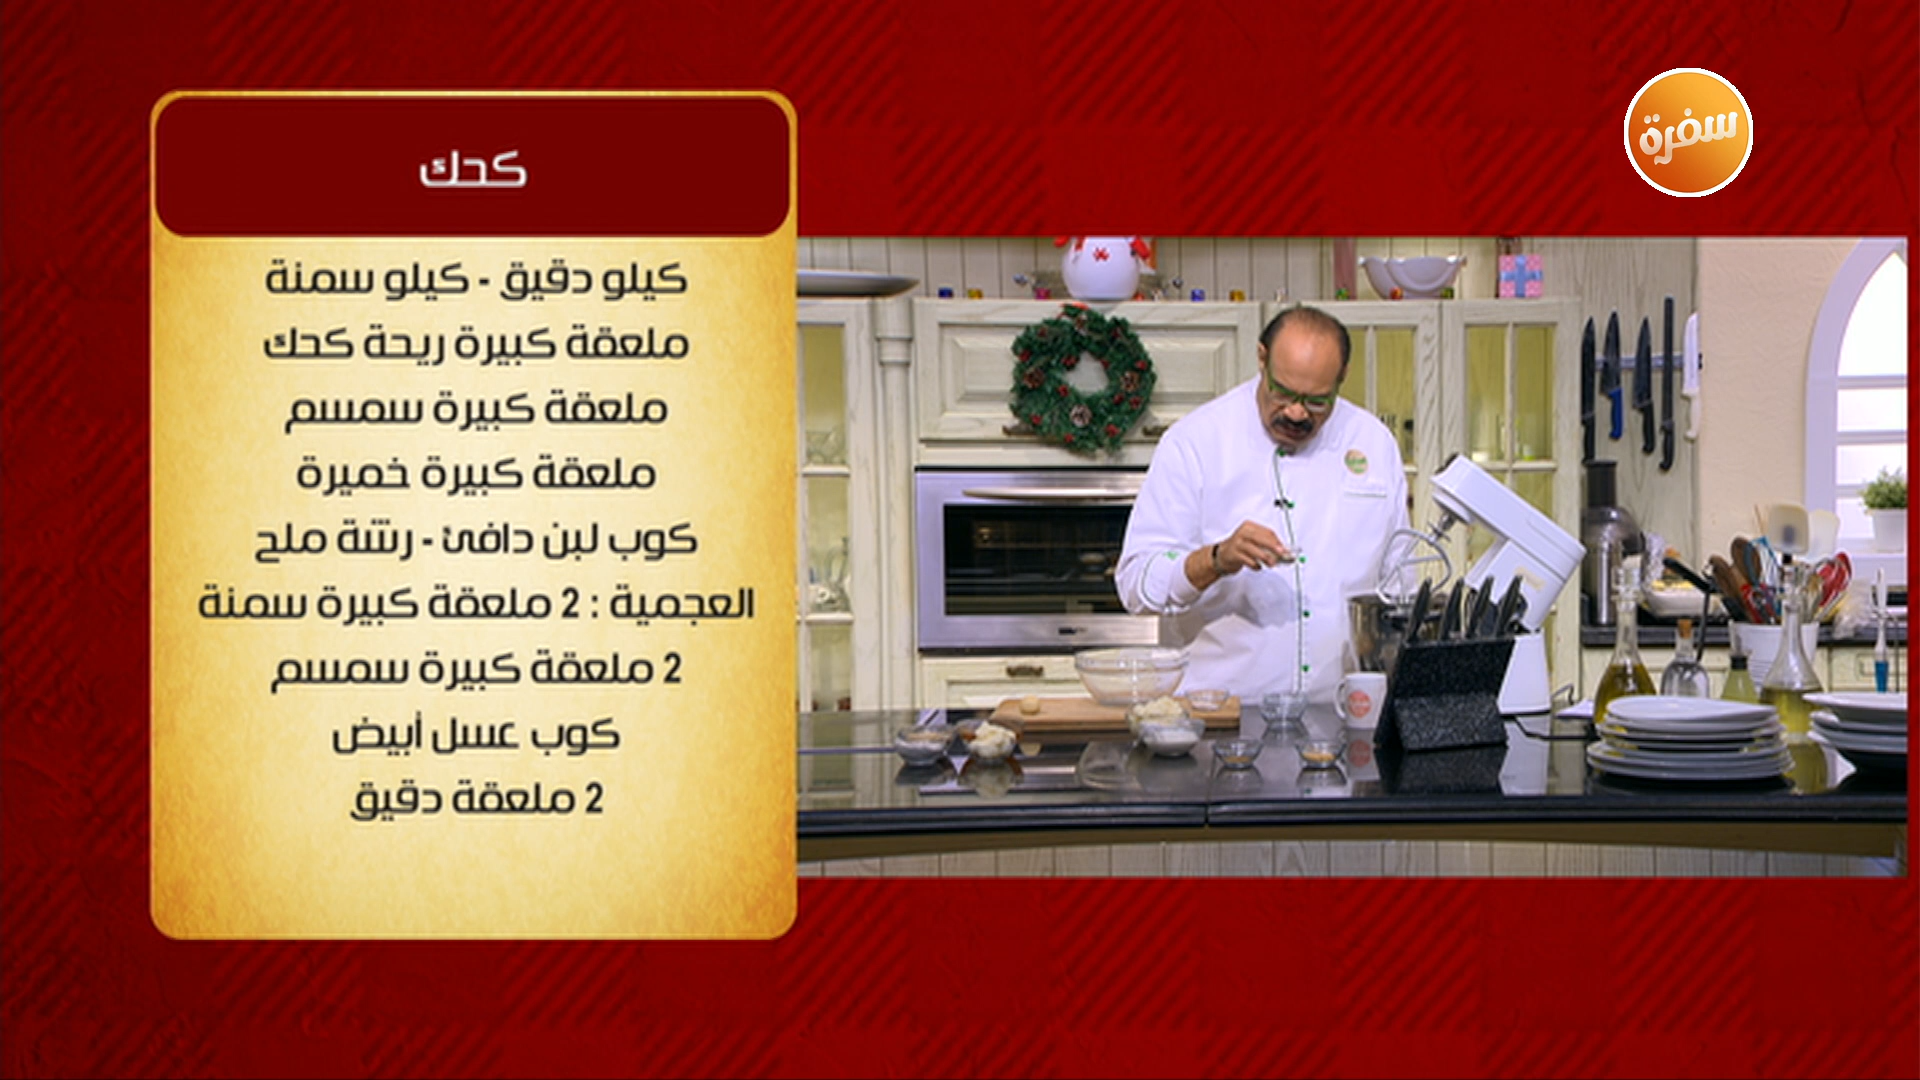 سفرة
كحك
كيلو دقيق - كيلو سمنة
ملعقة كبيرة ريحة كحك
ملعقة كبيرة سمسم
ملعقة كبيرة خميرة
كوب لبن دافئ - رشة ملح
العجمية : 2 ملعقة كبيرة سمنة
2 ملعقة كبيرة سمسم
كوب عسل أبيض
2 ملعقة دقيق